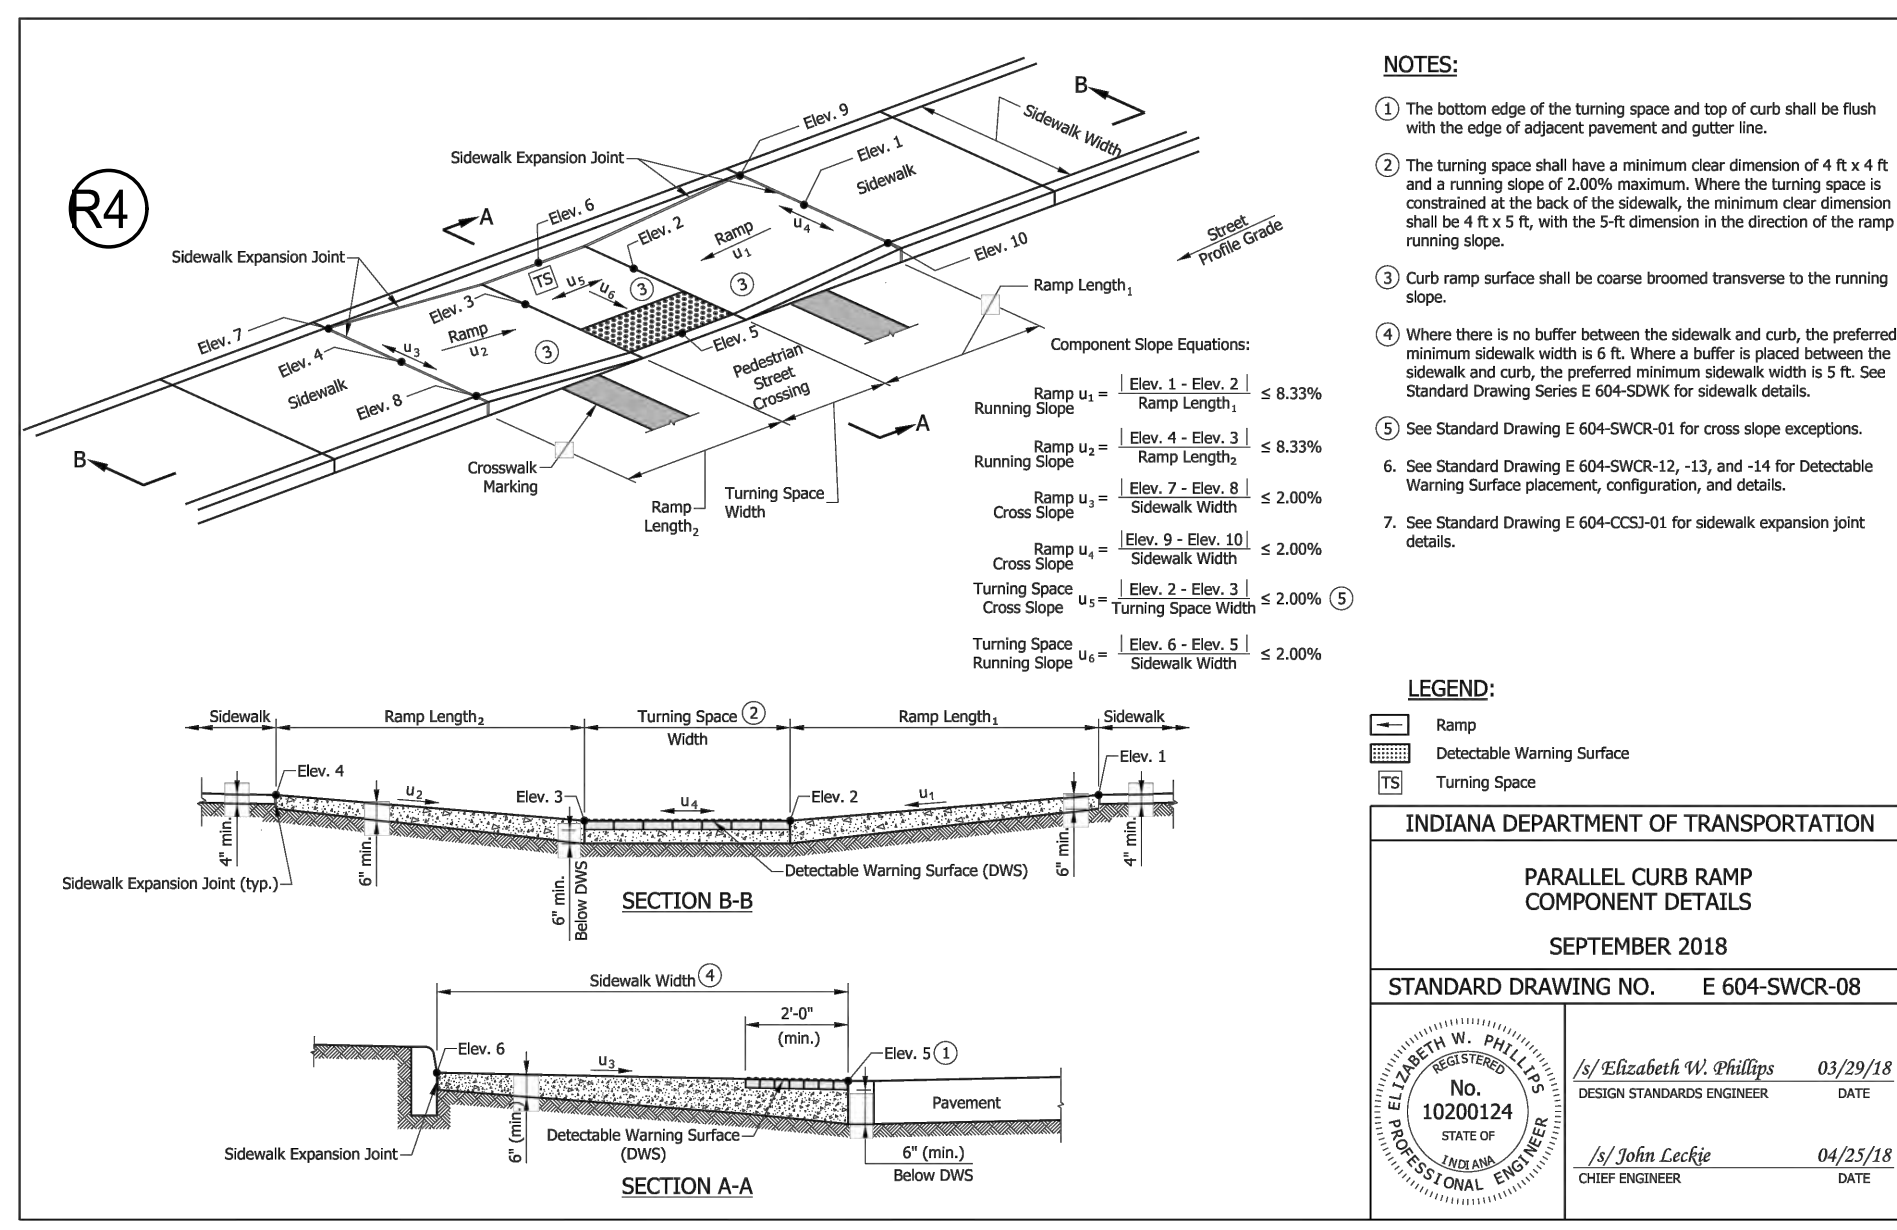 R4
B
Sidewalk Width
Elev. 9
Elev. 1
Sidewalk
Sidewalk Expansion Joint
Elev. 6
A
Elev. 2
Ramp
u₁
u₄
Elev. 10
Street
Profile Grade
Sidewalk Expansion Joint
TS
u₅
u₆
3
3
Ramp Length₁
Elev. 3
Elev. 7
Ramp
u₂
3
Elev. 5
u₃
Elev. 4
Sidewalk
Elev. 8
Pedestrian
Street
Crossing
A
B
Crosswalk
Marking
Ramp
Length₂
Turning Space
Width
Component Slope Equations:
Ramp u₁ = | Elev. 1 - Elev. 2 | ≤ 8.33%
Running Slope Ramp Length₁
Ramp u₂ = | Elev. 4 - Elev. 3 | ≤ 8.33%
Running Slope Ramp Length₂
Ramp u₃ = | Elev. 7 - Elev. 8 | ≤ 2.00%
Cross Slope Sidewalk Width
Ramp u₄ = |Elev. 9 - Elev. 10| ≤ 2.00%
Cross Slope Sidewalk Width
Turning Space u₅ = | Elev. 2 - Elev. 3 | ≤ 2.00% 5
Cross Slope Turning Space Width
Turning Space u₆ = | Elev. 6 - Elev. 5 | ≤ 2.00%
Running Slope Sidewalk Width
Sidewalk Ramp Length₂ Turning Space 2 Ramp Length₁ Sidewalk
Width
Elev. 4
u₂
Elev. 3
u₄
Elev. 2
u₁
Elev. 1
4" min.
6" min.
6" min.
Below DWS
6" min.
4" min.
Sidewalk Expansion Joint (typ.)
Detectable Warning Surface (DWS)
SECTION B-B
Sidewalk Width 4
2'-0"
(min.)
Elev. 6
u₃
Elev. 5 1
Pavement
6" (min.)
Detectable Warning Surface
(DWS)
Sidewalk Expansion Joint
6" (min.)
Below DWS
SECTION A-A
NOTES:
1 The bottom edge of the turning space and top of curb shall be flush
with the edge of adjacent pavement and gutter line.
2 The turning space shall have a minimum clear dimension of 4 ft x 4 ft
and a running slope of 2.00% maximum. Where the turning space is
constrained at the back of the sidewalk, the minimum clear dimension
shall be 4 ft x 5 ft, with the 5-ft dimension in the direction of the ramp
running slope.
3 Curb ramp surface shall be coarse broomed transverse to the running
slope.
4 Where there is no buffer between the sidewalk and curb, the preferred
minimum sidewalk width is 6 ft. Where a buffer is placed between the
sidewalk and curb, the preferred minimum sidewalk width is 5 ft. See
Standard Drawing Series E 604-SDWK for sidewalk details.
5 See Standard Drawing E 604-SWCR-01 for cross slope exceptions.
6. See Standard Drawing E 604-SWCR-12, -13, and -14 for Detectable
Warning Surface placement, configuration, and details.
7. See Standard Drawing E 604-CCSJ-01 for sidewalk expansion joint
details.
LEGEND:
Ramp
Detectable Warning Surface
TS Turning Space
INDIANA DEPARTMENT OF TRANSPORTATION
PARALLEL CURB RAMP
COMPONENT DETAILS
SEPTEMBER 2018
STANDARD DRAWING NO. E 604-SWCR-08
ELIZABETH W. PHILLIPS
REGISTERED
No.
10200124
STATE OF
INDIANA
PROFESSIONAL ENGINEER
/s/ Elizabeth W. Phillips 03/29/18
DESIGN STANDARDS ENGINEER DATE
/s/ John Leckie 04/25/18
CHIEF ENGINEER DATE